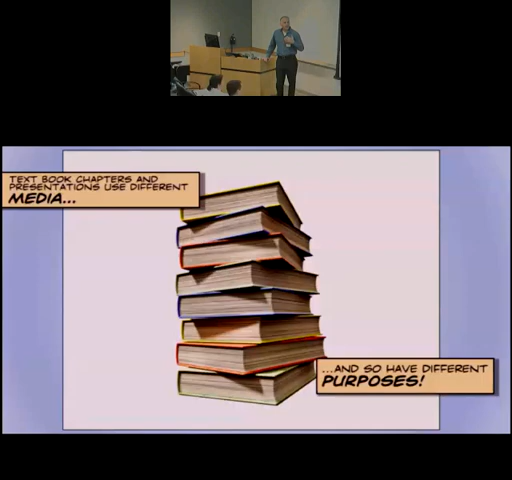 TEXT BOOK CHAPTERS AND
PRESENTATIONS USE DIFFERENT
MEDIA...
...AND SO HAVE DIFFERENT
PURPOSES!